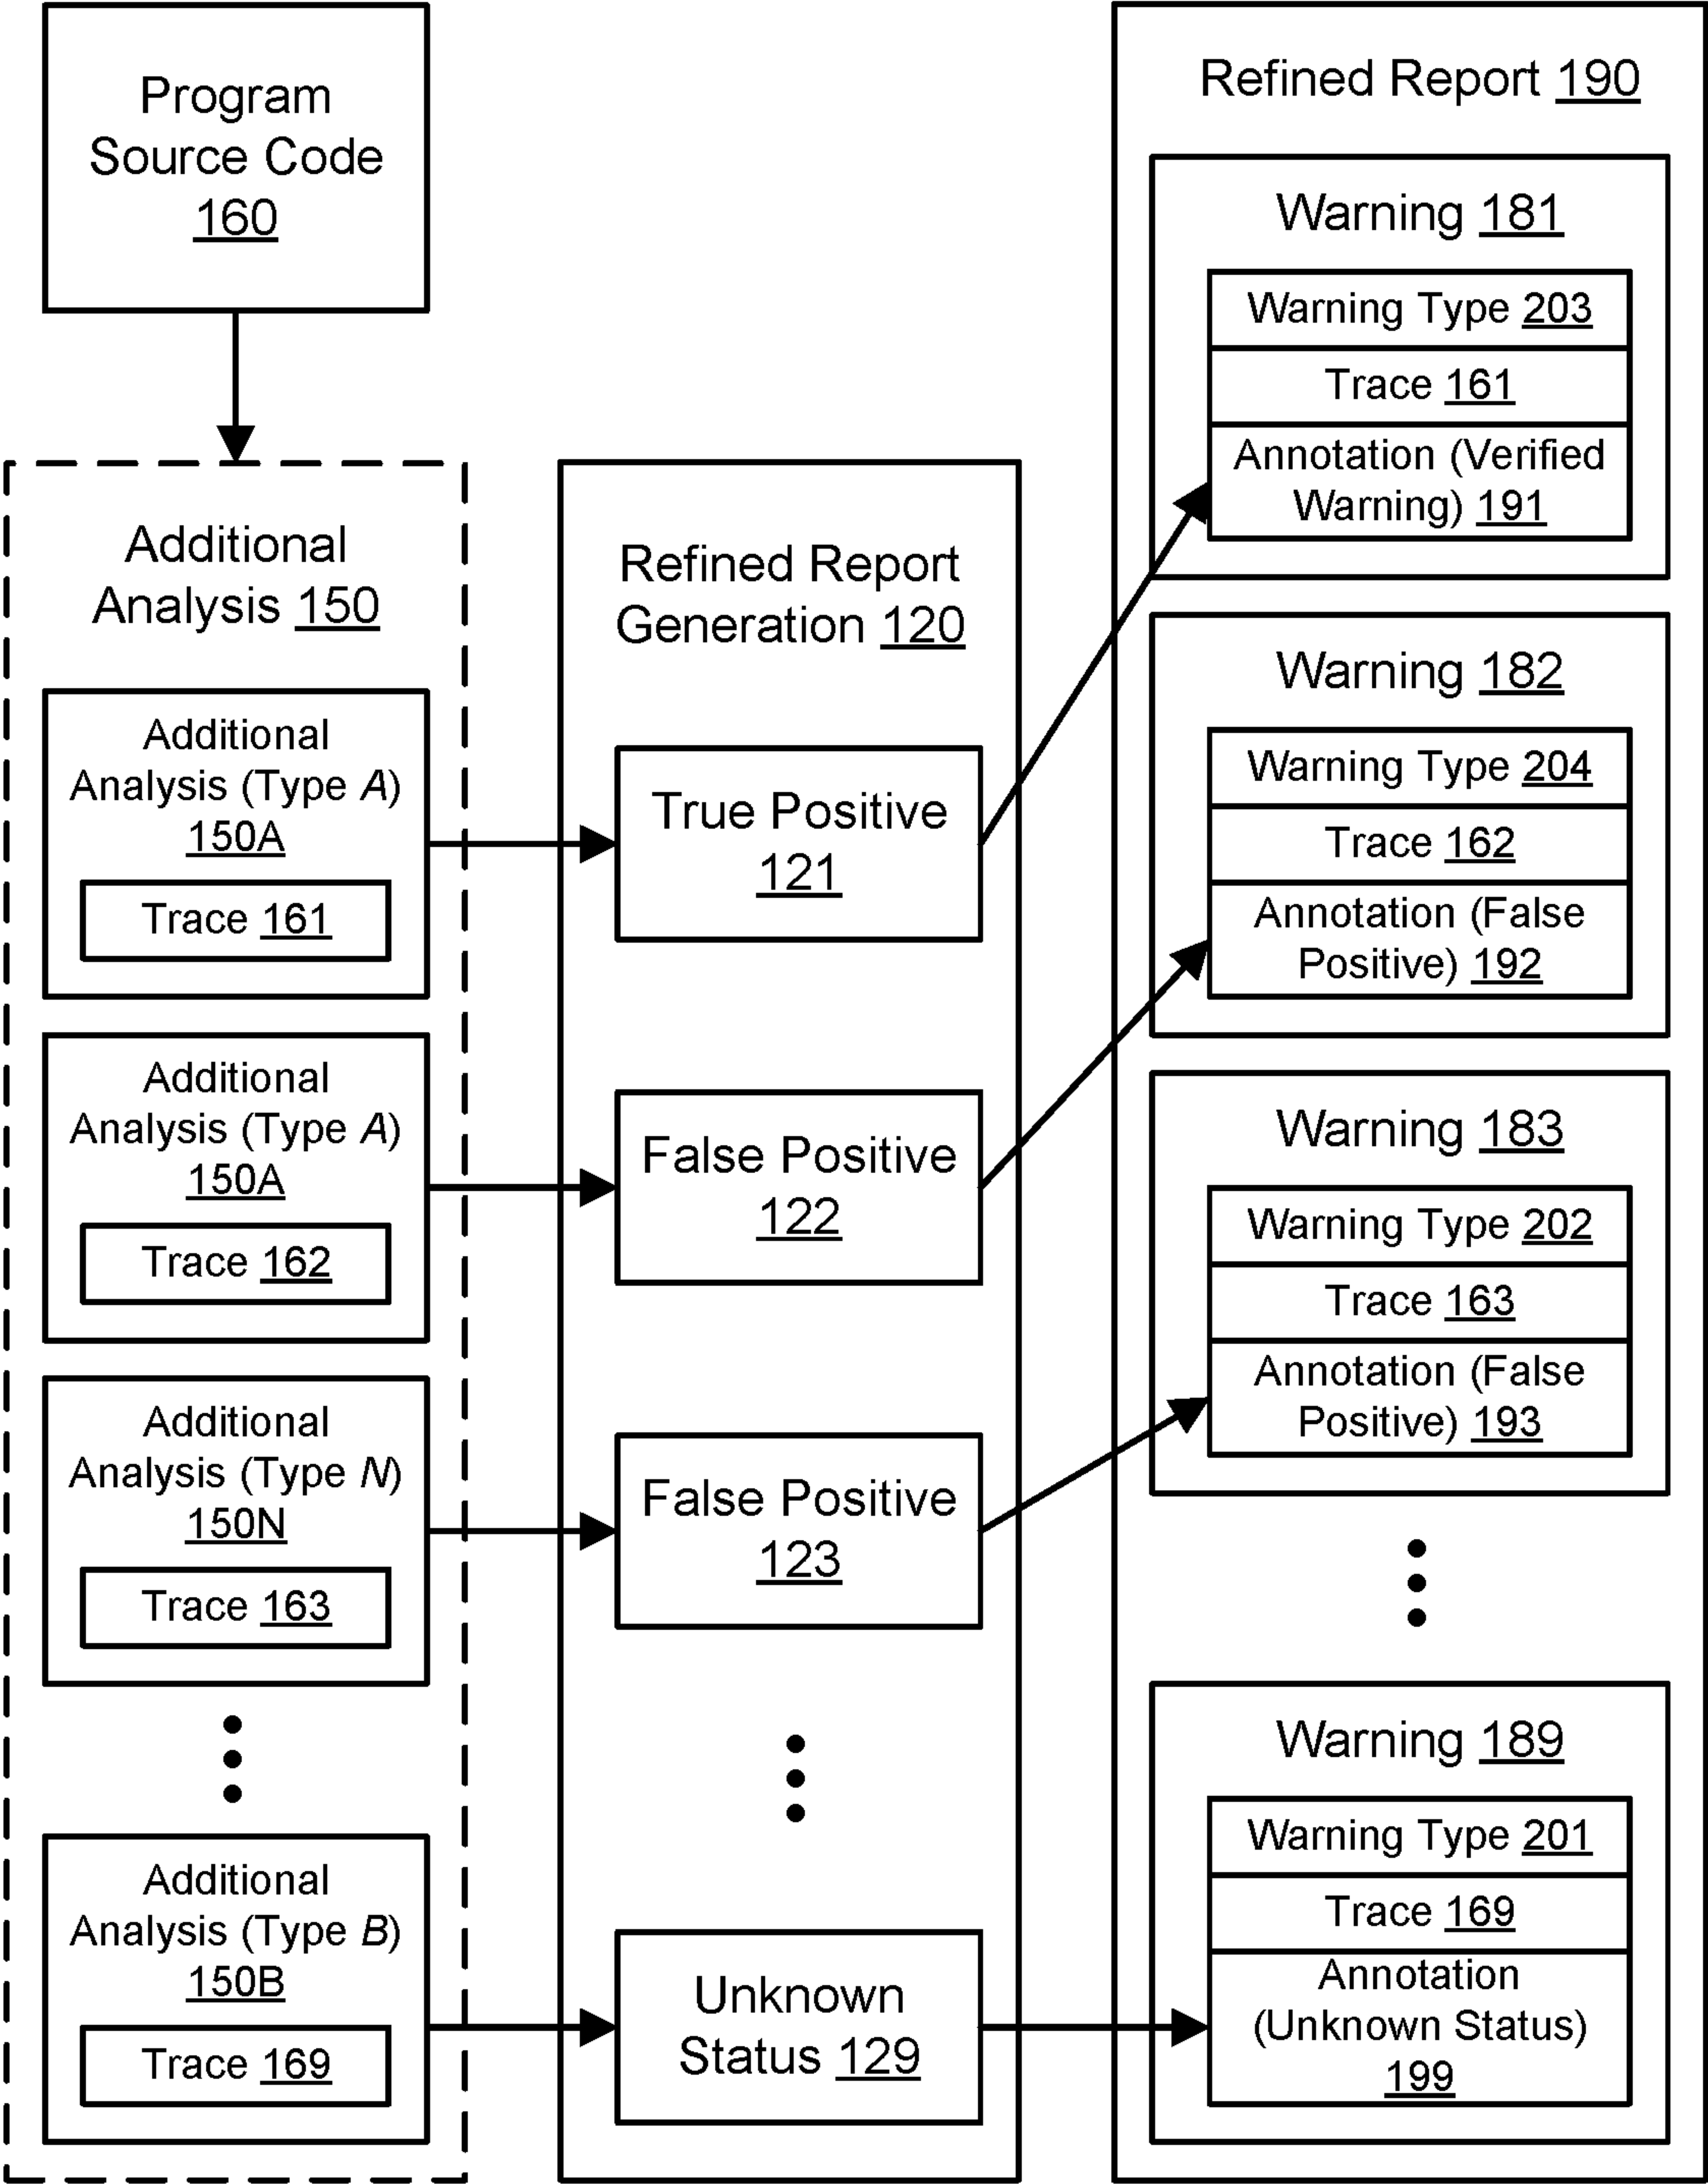 Program
Source Code
160
Additional
Analysis 150
Additional
Analysis (Type A)
150A
Trace 161
Additional
Analysis (Type A)
150A
Trace 162
Additional
Analysis (Type N)
150N
Trace 163
Additional
Analysis (Type B)
150B
Trace 169
Refined Report
Generation 120
True Positive
121
False Positive
122
False Positive
123
Unknown
Status 129
Refined Report 190
Warning 181
Warning Type 203
Trace 161
Annotation (Verified
Warning) 191
Warning 182
Warning Type 204
Trace 162
Annotation (False
Positive) 192
Warning 183
Warning Type 202
Trace 163
Annotation (False
Positive) 193
Warning 189
Warning Type 201
Trace 169
Annotation
(Unknown Status)
199